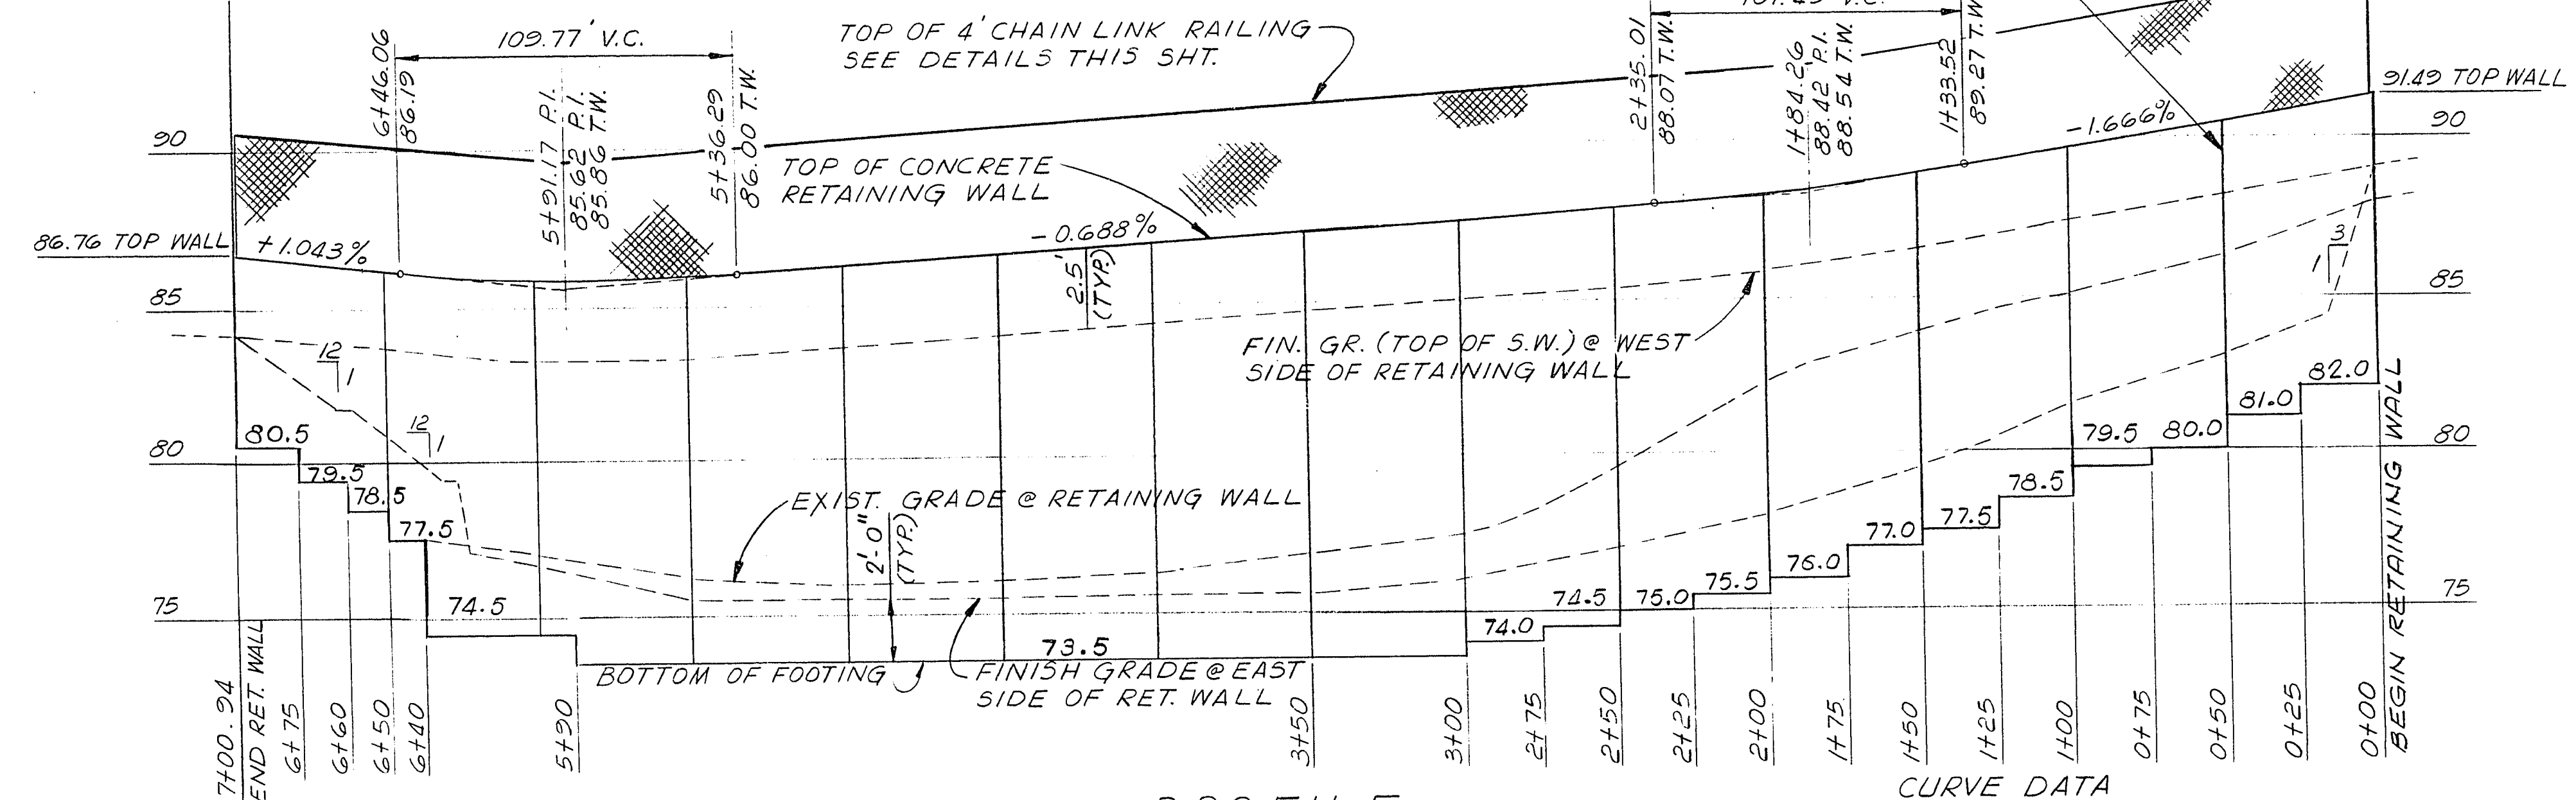 109.77' V.C.
6+46.06
86.19
5+91.17 P.I.
85.62 P.I.
85.86 T.W.
5+36.29
86.00 T.W.
TOP OF 4' CHAIN LINK RAILING
SEE DETAILS THIS SHT.
2+35.01
88.07 T.W.
1+84.26
88.42 P.I.
88.54 T.W.
1+33.52
89.27 T.W.
91.49 TOP WALL
90
90
-1.666%
TOP OF CONCRETE
RETAINING WALL
86.76 TOP WALL
+1.043%
-0.688%
2.5'
(TYP.)
3
1
85
85
12
1
FIN. GR. (TOP OF S.W.) @ WEST
SIDE OF RETAINING WALL
12
1
80.5
80
79.5
78.5
77.5
74.5
75
EXIST. GRADE @ RETAINING WALL
2'-0"
(TYP.)
73.5
BOTTOM OF FOOTING
FINISH GRADE @ EAST
SIDE OF RET. WALL
74.0
74.5
75.0
75.5
76.0
77.0
77.5
78.5
79.5
80.0
81.0
82.0
80
75
7+00.94
END RET. WALL
6+75
6+60
6+50
6+40
5+90
3+50
3+00
2+75
2+50
2+25
2+00
1+75
1+50
1+25
1+00
0+75
0+50
0+25
0+00
BEGIN RETAINING WALL
CURVE DATA